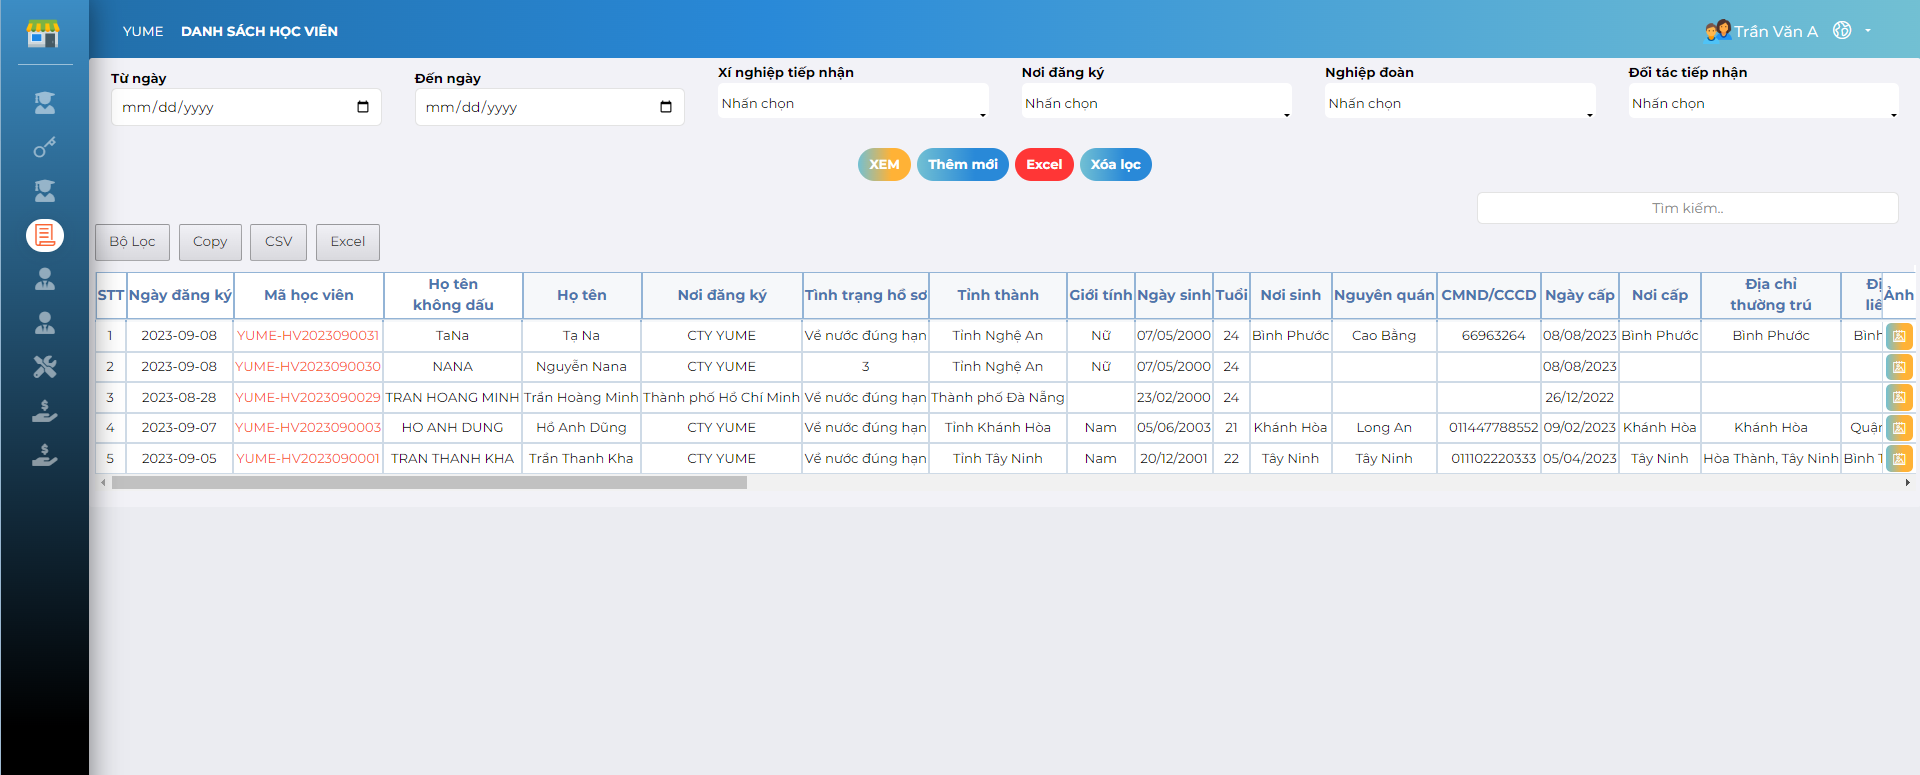 YUME DANH SÁCH HỌC VIÊN Trần Văn A
Từ ngày Đến ngày Xí nghiệp tiếp nhận Nơi đăng ký Nghiệp đoàn Đối tác tiếp nhận
mm/dd/yyyy mm/dd/yyyy Nhấn chọn Nhấn chọn Nhấn chọn Nhấn chọn
XEM Thêm mới Excel Xóa lọc
Tìm kiếm..
Bộ Lọc Copy CSV Excel
STT Ngày đăng ký Mã học viên Họ tên không dấu Họ tên Nơi đăng ký Tình trạng hồ sơ Tỉnh thành Giới tính Ngày sinh Tuổi Nơi sinh Nguyên quán CMND/CCCD Ngày cấp Nơi cấp Địa chỉ thường trú Ảnh
1 2023-09-08 YUME-HV2023090031 TaNa Tạ Na CTY YUME Về nước đúng hạn Tỉnh Nghệ An Nữ 07/05/2000 24 Bình Phước Cao Bằng 66963264 08/08/2023 Bình Phước Bình Phước Bình
2 2023-09-08 YUME-HV2023090030 NANA Nguyễn Nana CTY YUME 3 Tỉnh Nghệ An Nữ 07/05/2000 24 08/08/2023
3 2023-08-28 YUME-HV2023090029 TRAN HOANG MINH Trần Hoàng Minh Thành phố Hồ Chí Minh Về nước đúng hạn Thành phố Đà Nẵng 23/02/2000 24 26/12/2022
4 2023-09-07 YUME-HV2023090003 HO ANH DUNG Hồ Anh Dũng CTY YUME Về nước đúng hạn Tỉnh Khánh Hòa Nam 05/06/2003 21 Khánh Hòa Long An 011447788552 09/02/2023 Khánh Hòa Khánh Hòa Quận
5 2023-09-05 YUME-HV2023090001 TRAN THANH KHA Trần Thanh Kha CTY YUME Về nước đúng hạn Tỉnh Tây Ninh Nam 20/12/2001 22 Tây Ninh Tây Ninh 011102220333 05/04/2023 Tây Ninh Hòa Thành, Tây Ninh Bình